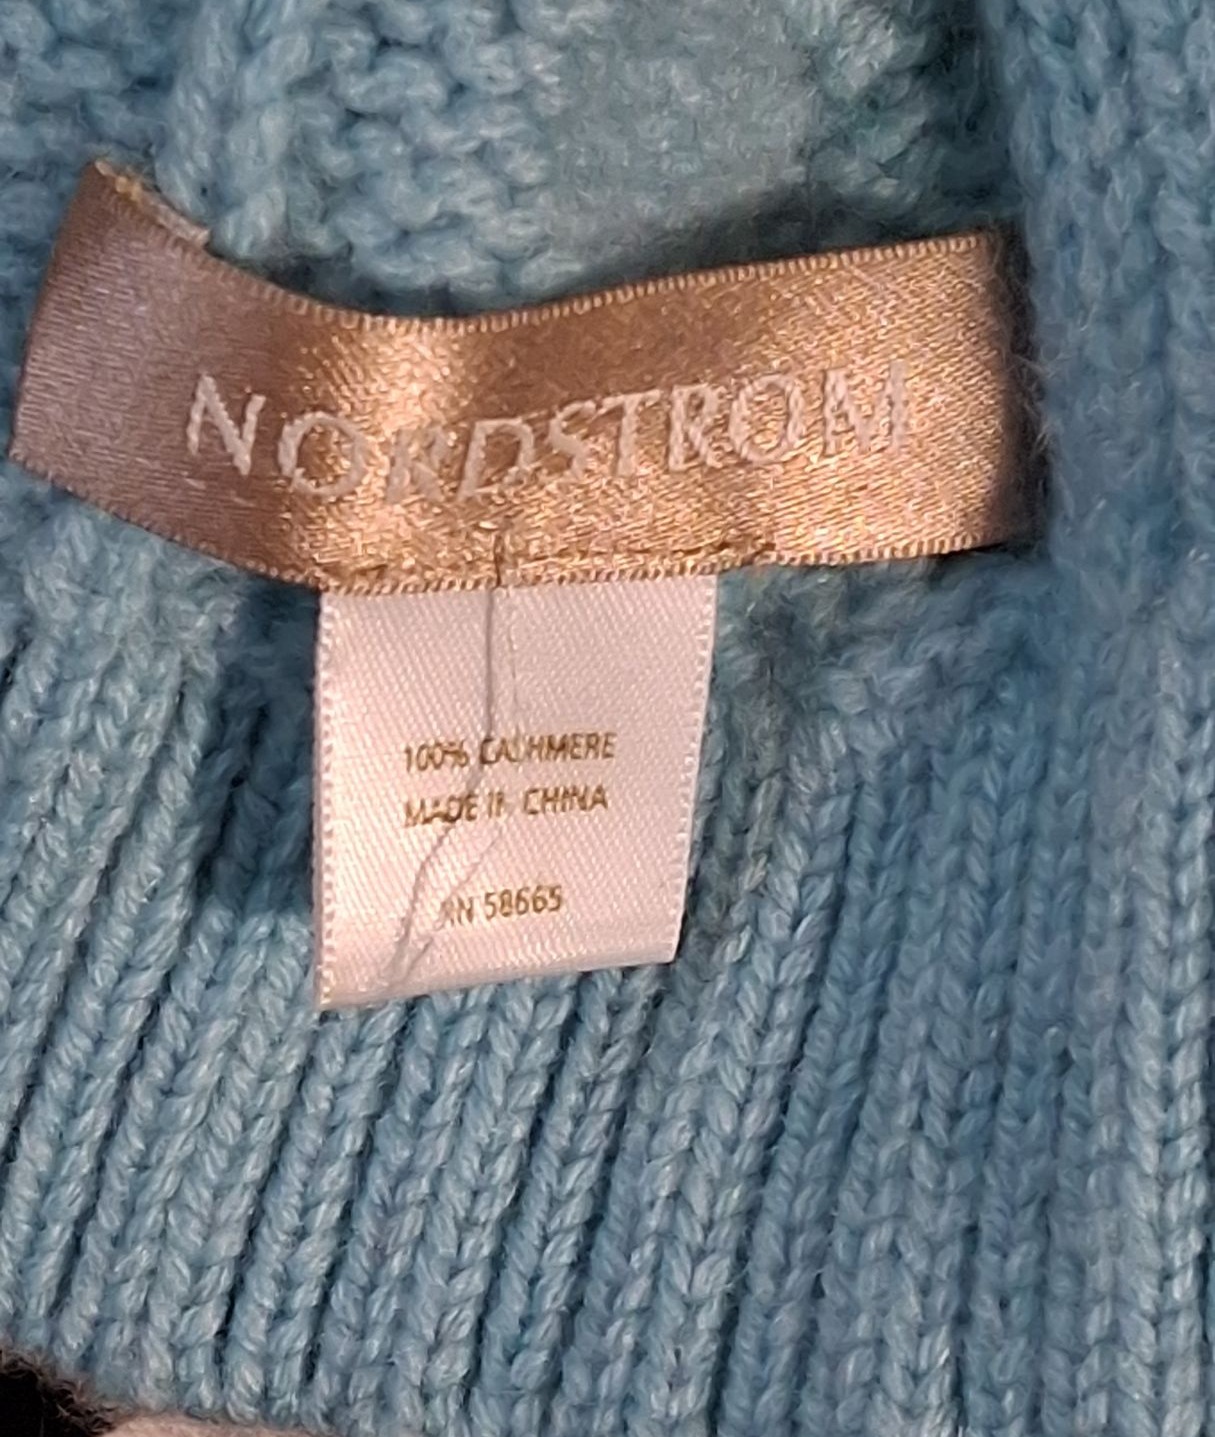 NORDSTROM
100% CASHMERE
MADE IN CHINA
RN 58665